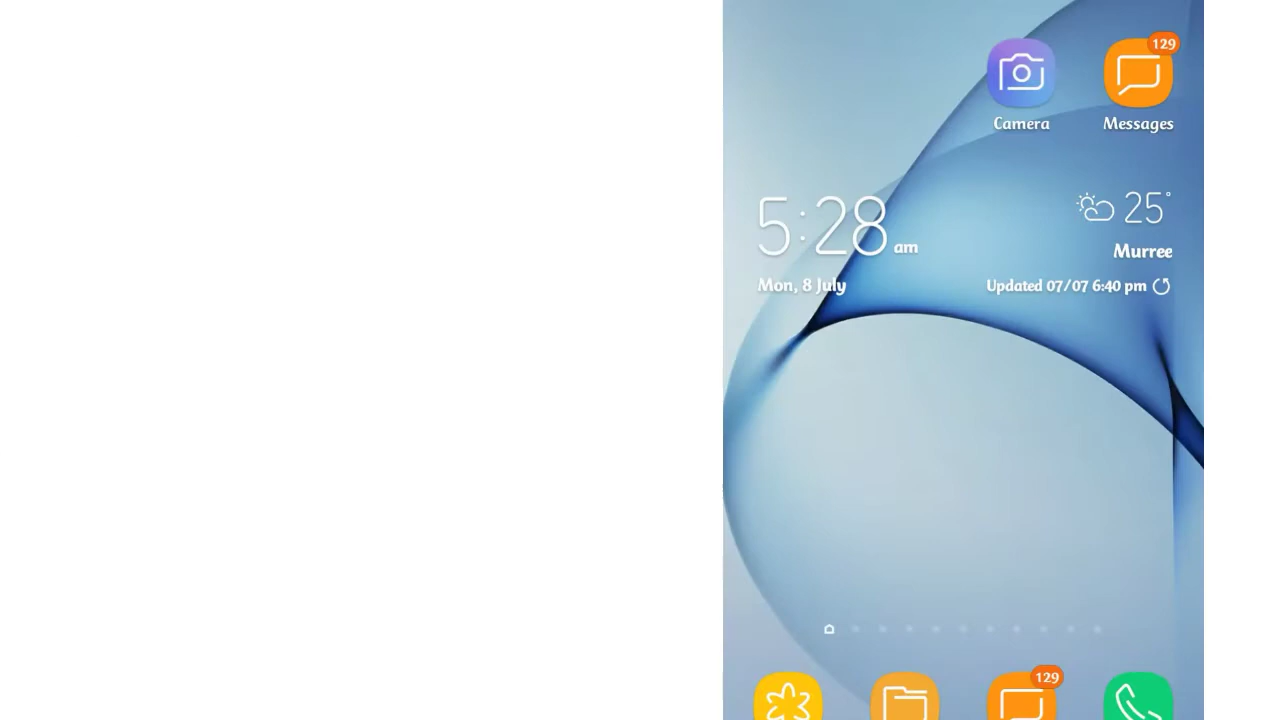 129
Camera
Messages
5:28 am
25°
Murree
Mon, 8 July
Updated 07/07 6:40 pm
129